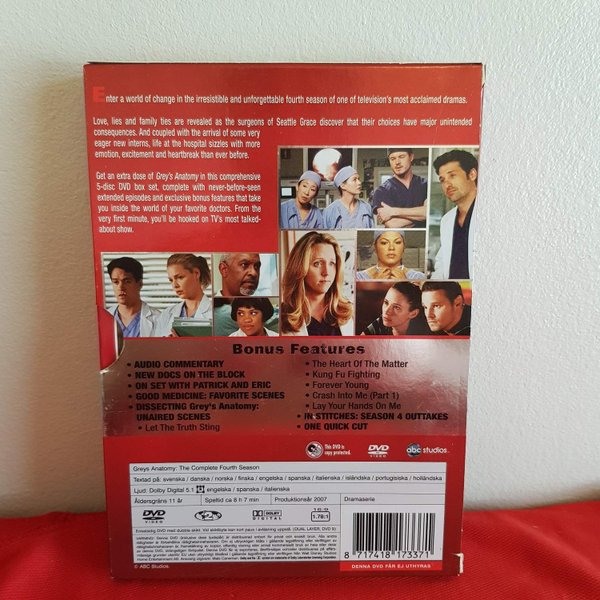 Enter a world of change in the irresistible and unforgettable fourth season of one of television's most acclaimed dramas.
Love, lies and family ties are revealed as the surgeons of Seattle Grace discover that their choices have major unintended
consequences. And coupled with the arrival of some very
eager new interns, life at the hospital sizzles with more
emotion, excitement and heartbreak than ever before.
Get an extra dose of Grey's Anatomy in this comprehensive
5-disc DVD box set, complete with never-before-seen
extended episodes and exclusive bonus features that take
you inside the world of your favorite doctors. From the
very first minute, you'll be hooked on TV's most talked-
about show.
Bonus Features
• AUDIO COMMENTARY
• NEW DOCS ON THE BLOCK
• ON SET WITH PATRICK AND ERIC
• GOOD MEDICINE: FAVORITE SCENES
• DISSECTING Grey's Anatomy:
UNAIRED SCENES
• Let The Truth Sting
• The Heart Of The Matter
• Kung Fu Fighting
• Forever Young
• Crash Into Me (Part 1)
• Lay Your Hands On Me
• IN STITCHES: SEASON 4 OUTTAKES
• ONE QUICK CUT
This DVD is
copy protected.
DVD
VIDEO
abc studios
Greys Anatomy: The Complete Fourth Season
Textad på: svenska / danska / norska / finska / engelska / spanska / italienska / isländska / portugisiska / holländska
Ljud: Dolby Digital 5.1 engelska / spanska / italienska
Åldersgräns 11 år
Speltid ca 8 h 7 min
Produktionsår 2007
Dramaserie
DVD
VIDEO
DOLBY
DIGITAL
16:9
1.78:1
8 717418 173371
© ABC Studios
DENNA DVD FÅR EJ UTHYRAS